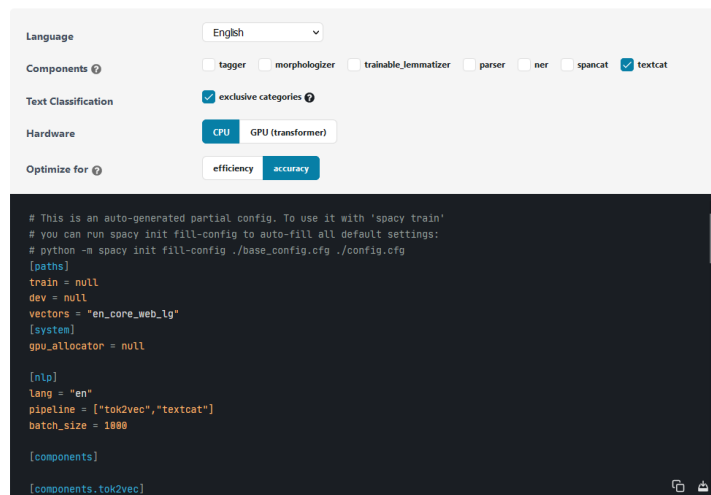 Language English
Components ? tagger morphologizer trainable_lemmatizer parser ner spancat textcat
Text Classification exclusive categories ?
Hardware CPU GPU (transformer)
Optimize for ? efficiency accuracy
# This is an auto-generated partial config. To use it with 'spacy train'
# you can run spacy init fill-config to auto-fill all default settings:
# python -m spacy init fill-config ./base_config.cfg ./config.cfg
[paths]
train = null
dev = null
vectors = "en_core_web_lg"
[system]
gpu_allocator = null
[nlp]
lang = "en"
pipeline = ["tok2vec","textcat"]
batch_size = 1000
[components]
[components.tok2vec]